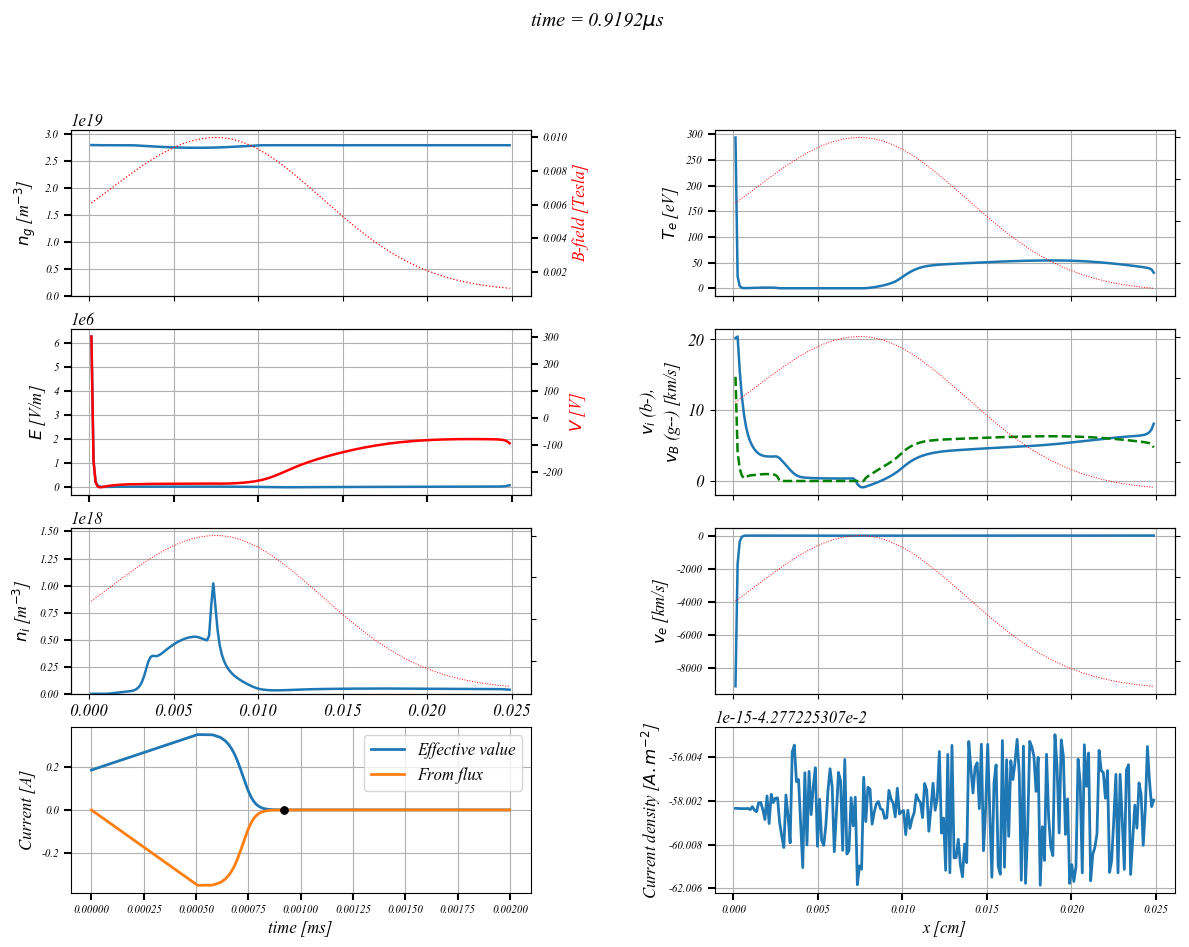 time = 0.9192μs
1e19
3.0
2.5
2.0
1.5
1.0
0.5
0.0
n_g [m⁻³]
0.010
0.008
0.006
0.004
0.002
B-field [Tesla]
300
250
200
150
100
50
0
T_e [eV]
1e6
6
5
4
3
2
1
0
E [V/m]
300
200
100
0
-100
-200
V [V]
20
10
0
v_i (b-),
v_B (g--) [km/s]
1e18
1.50
1.25
1.00
0.75
0.50
0.25
0.00
n_i [m⁻³]
0.000 0.005 0.010 0.015 0.020 0.025
0
-2000
-4000
-6000
-8000
v_e [km/s]
0.2
0.0
-0.2
Current [A]
Effective value
From flux
0.00000 0.00025 0.00050 0.00075 0.00100 0.00125 0.00150 0.00175 0.00200
time [ms]
1e-15-4.277225307e-2
-56.004
-58.002
-60.008
-62.006
Current density [A.m⁻²]
0.000 0.005 0.010 0.015 0.020 0.025
x [cm]